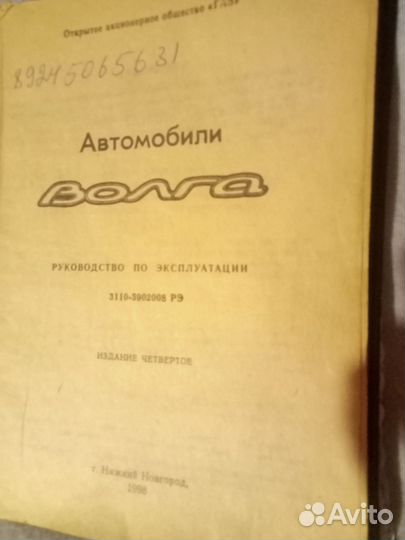 Открытое акционерное общество «ГАЗ»
89245065631
Автомобили
Волга
РУКОВОДСТВО ПО ЭКСПЛУАТАЦИИ
3110-3902008 РЭ
ИЗДАНИЕ ЧЕТВЕРТОЕ
г. Нижний Новгород,
1998
Avito